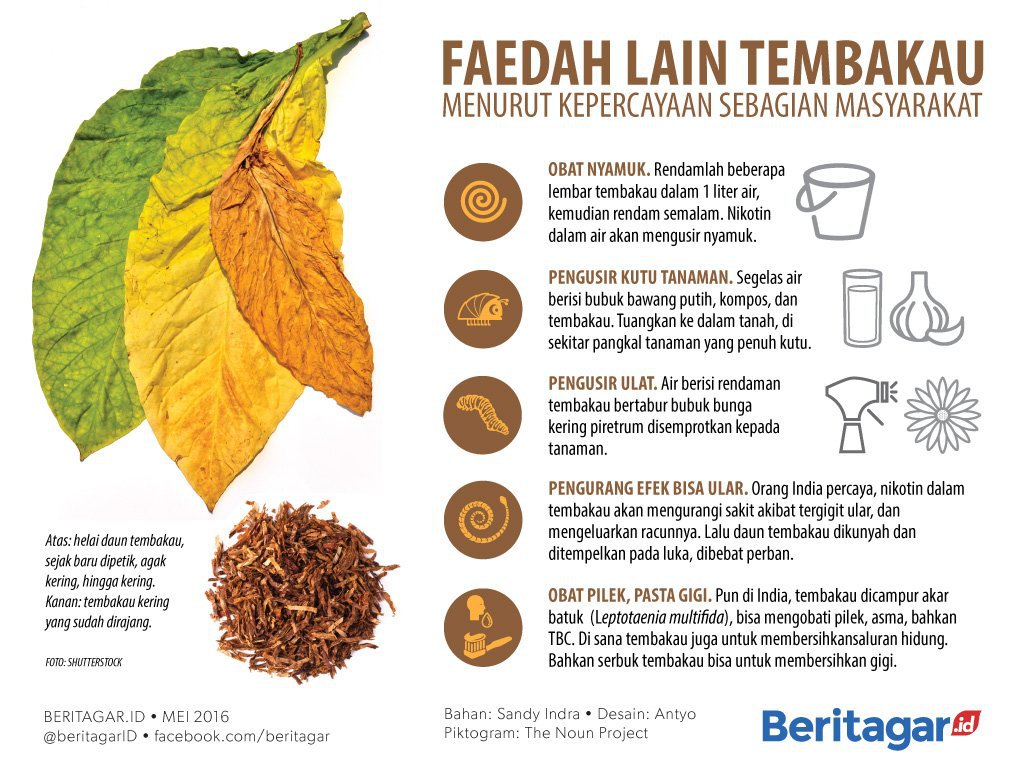 FAEDAH LAIN TEMBAKAU
MENURUT KEPERCAYAAN SEBAGIAN MASYARAKAT
OBAT NYAMUK. Rendamlah beberapa
lembar tembakau dalam 1 liter air,
kemudian rendam semalam. Nikotin
dalam air akan mengusir nyamuk.
PENGUSIR KUTU TANAMAN. Segelas air
berisi bubuk bawang putih, kompos, dan
tembakau. Tuangkan ke dalam tanah, di
sekitar pangkal tanaman yang penuh kutu.
PENGUSIR ULAT. Air berisi rendaman
tembakau bertabur bubuk bunga
kering piretrum disemprotkan kepada
tanaman.
PENGURANG EFEK BISA ULAR. Orang India percaya, nikotin dalam
tembakau akan mengurangi sakit akibat tergigit ular, dan
mengeluarkan racunnya. Lalu daun tembakau dikunyah dan
ditempelkan pada luka, dibebat perban.
OBAT PILEK, PASTA GIGI. Pun di India, tembakau dicampur akar
batuk (Leptotaenia multifida), bisa mengobati pilek, asma, bahkan
TBC. Di sana tembakau juga untuk membersihkansaluran hidung.
Bahkan serbuk tembakau bisa untuk membersihkan gigi.
Atas: helai daun tembakau,
sejak baru dipetik, agak
kering, hingga kering.
Kanan: tembakau kering
yang sudah dirajang.
FOTO: SHUTTERSTOCK
BERITAGAR.ID • MEI 2016
@beritagarID • facebook.com/beritagar
Bahan: Sandy Indra • Desain: Antyo
Piktogram: The Noun Project
Beritagar.id